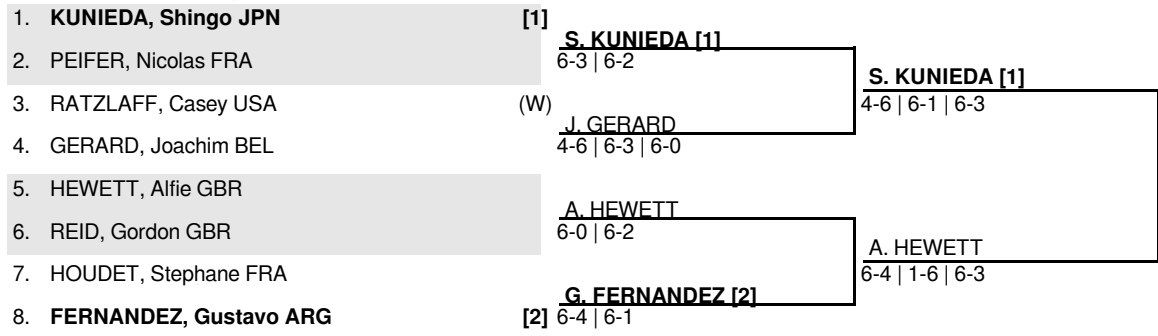 1. KUNIEDA, Shingo JPN [1]
2. PEIFER, Nicolas FRA
3. RATZLAFF, Casey USA (W)
4. GERARD, Joachim BEL
5. HEWETT, Alfie GBR
6. REID, Gordon GBR
7. HOUDET, Stephane FRA
8. FERNANDEZ, Gustavo ARG [2]
S. KUNIEDA [1]
6-3 | 6-2
J. GERARD
4-6 | 6-3 | 6-0
A. HEWETT
6-0 | 6-2
G. FERNANDEZ [2]
6-4 | 6-1
S. KUNIEDA [1]
4-6 | 6-1 | 6-3
A. HEWETT
6-4 | 1-6 | 6-3